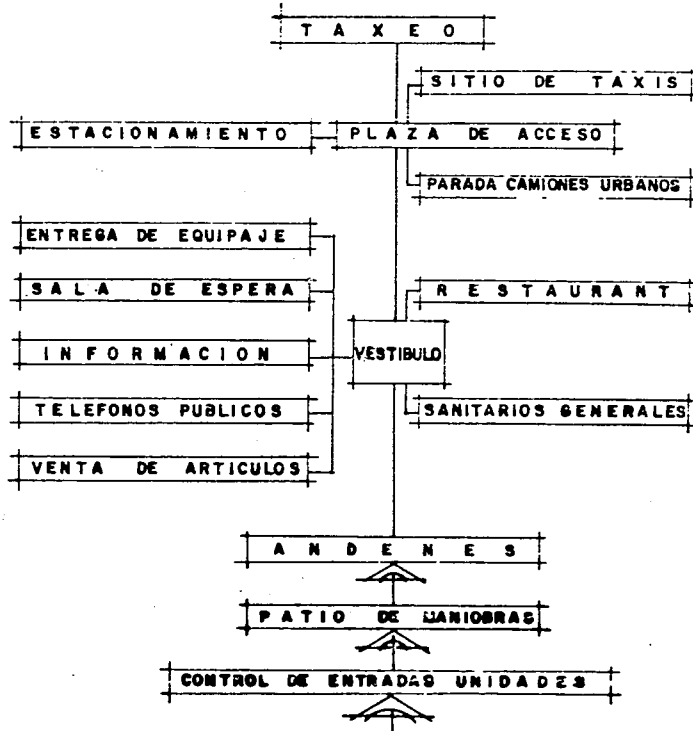 TAXEO
SITIO DE TAXIS
ESTACIONAMIENTO
PLAZA DE ACCESO
PARADA CAMIONES URBANOS
ENTREGA DE EQUIPAJE
SALA DE ESPERA
RESTAURANT
INFORMACION
VESTIBULO
TELEFONOS PUBLICOS
SANITARIOS GENERALES
VENTA DE ARTICULOS
ANDENES
PATIO DE MANIOBRAS
CONTROL DE ENTRADAS UNIDADES